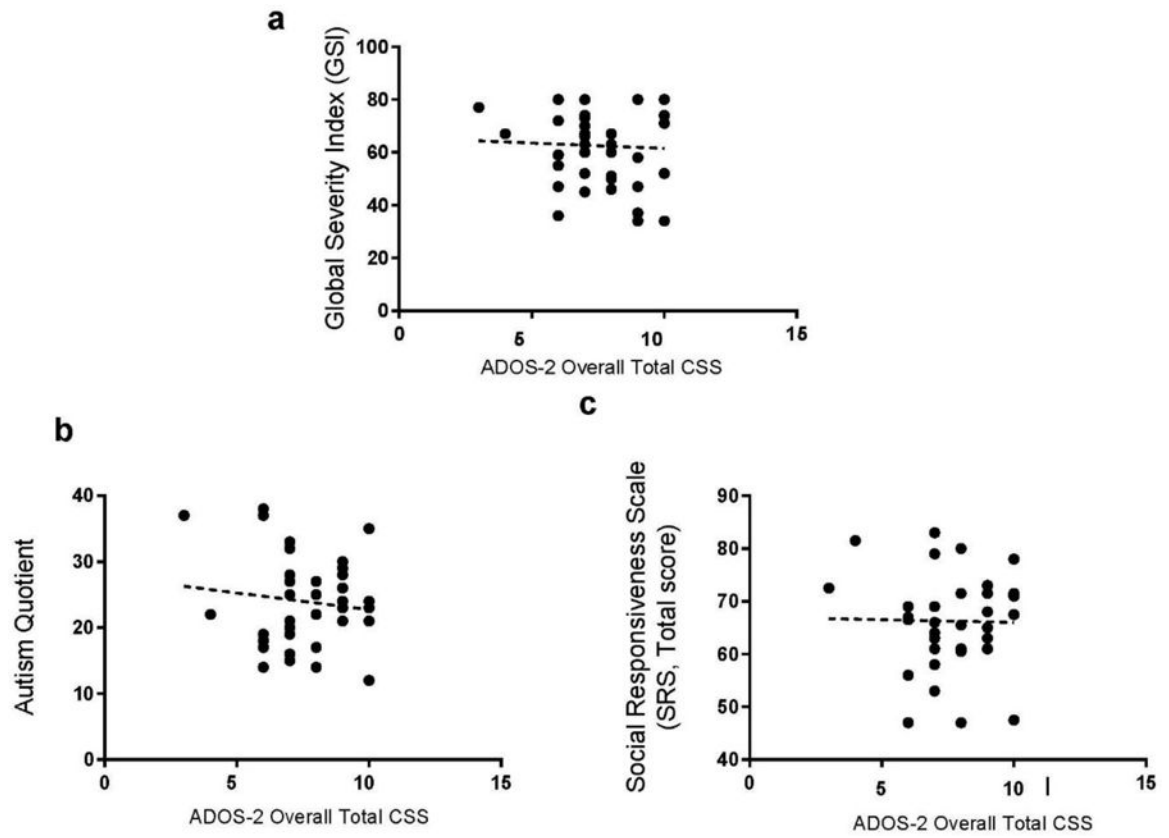 a
Global Severity Index (GSI)
100
80
60
40
20
0
0
5
10
15
ADOS-2 Overall Total CSS
b
Autism Quotient
40
30
20
10
0
0
5
10
15
ADOS-2 Overall Total CSS
c
Social Responsiveness Scale
(SRS, Total score)
90
80
70
60
50
40
0
5
10
15
ADOS-2 Overall Total CSS